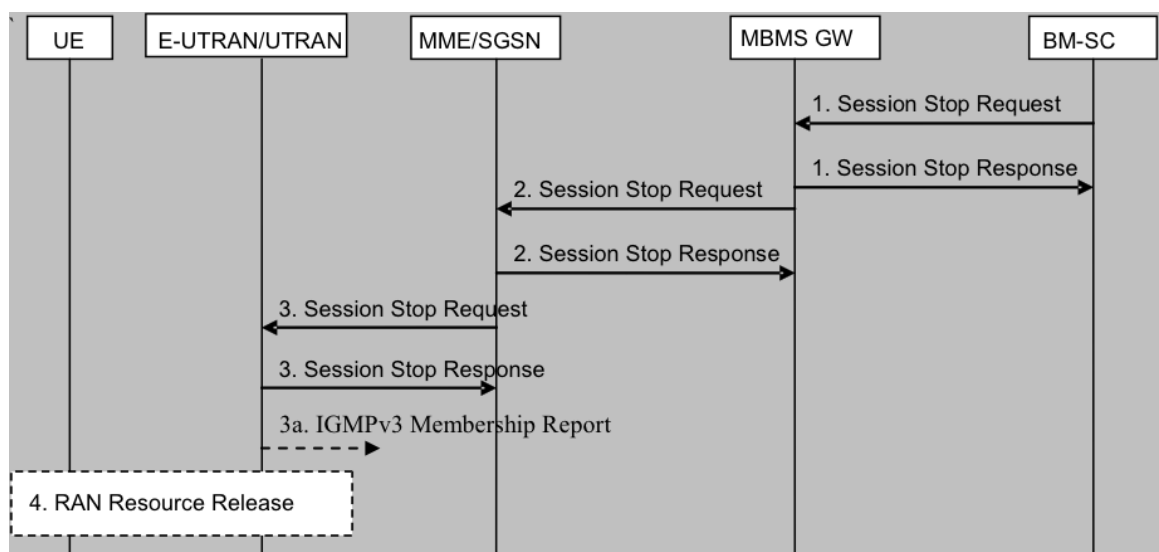 UE
E-UTRAN/UTRAN
MME/SGSN
MBMS GW
BM-SC
1. Session Stop Request
1. Session Stop Response
2. Session Stop Request
2. Session Stop Response
3. Session Stop Request
3. Session Stop Response
3a. IGMPv3 Membership Report
4. RAN Resource Release